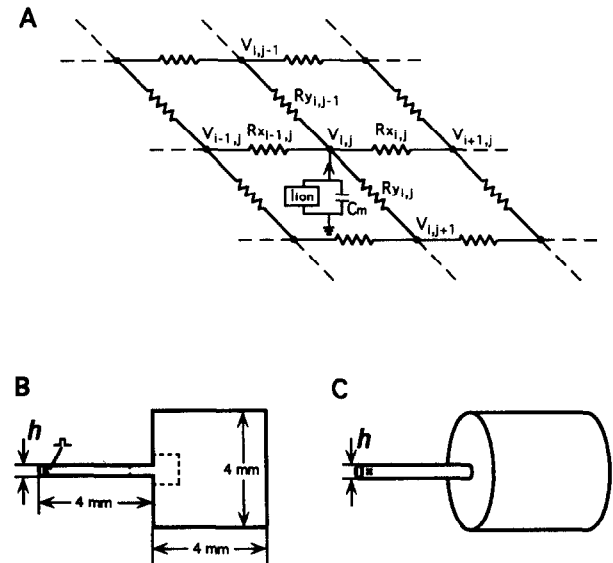 A
V i,j-1
Ry i,j-1
V i-1,j Rx i-1,j V i,j Rx i,j V i+1,j
Iion Cm Ry i,j
V i,j+1
B C
h h
4 mm
4 mm
4 mm